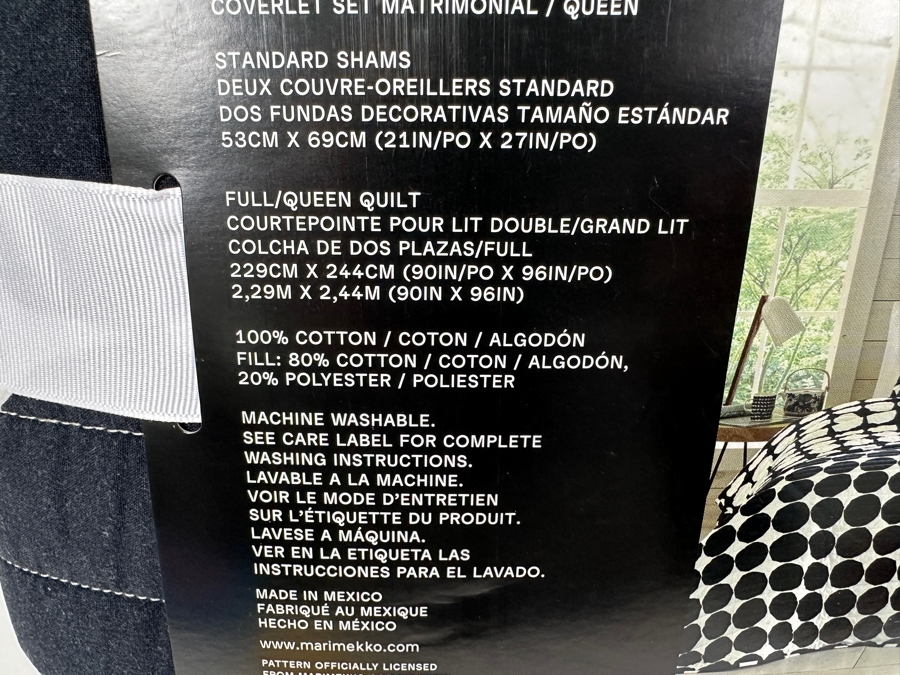 COVERLET SET MATRIMONIAL / QUEEN
STANDARD SHAMS
DEUX COUVRE-OREILLERS STANDARD
DOS FUNDAS DECORATIVAS TAMAÑO ESTÁNDAR
53CM X 69CM (21IN/PO X 27IN/PO)
FULL/QUEEN QUILT
COURTEPOINTE POUR LIT DOUBLE/GRAND LIT
COLCHA DE DOS PLAZAS/FULL
229CM X 244CM (90IN/PO X 96IN/PO)
2,29M X 2,44M (90IN X 96IN)
100% COTTON / COTON / ALGODÓN
FILL: 80% COTTON / COTON / ALGODÓN,
20% POLYESTER / POLIESTER
MACHINE WASHABLE.
SEE CARE LABEL FOR COMPLETE
WASHING INSTRUCTIONS.
LAVABLE A LA MACHINE.
VOIR LE MODE D'ENTRETIEN
SUR L'ÉTIQUETTE DU PRODUIT.
LAVESE A MÁQUINA.
VER EN LA ETIQUETA LAS
INSTRUCCIONES PARA EL LAVADO.
MADE IN MEXICO
FABRIQUÉ AU MEXIQUE
HECHO EN MÉXICO
www.marimekko.com
PATTERN OFFICIALLY LICENSED
FROM MARIMEKKO